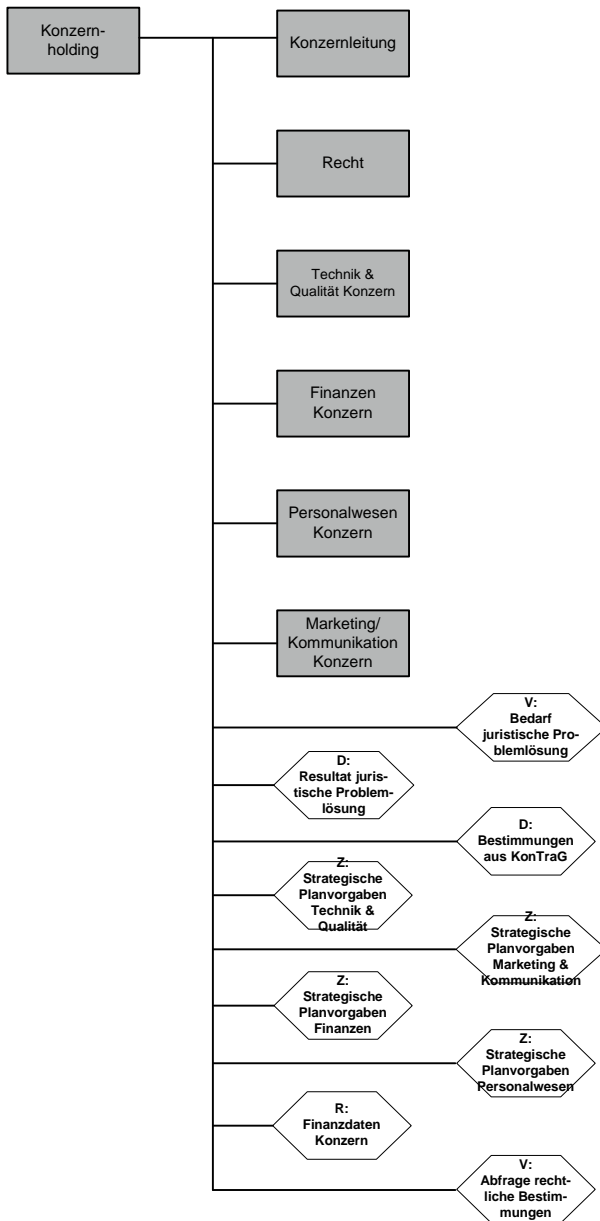 Konzern-
holding
Konzernleitung
Recht
Technik &
Qualität Konzern
Finanzen
Konzern
Personalwesen
Konzern
Marketing/
Kommunikation
Konzern
V:
Bedarf
juristische Pro-
blemlösung
D:
Resultat juris-
tische Problem-
lösung
D:
Bestimmungen
aus KonTraG
Z:
Strategische
Planvorgaben
Technik &
Qualität
Z:
Strategische
Planvorgaben
Marketing &
Kommunikation
Z:
Strategische
Planvorgaben
Finanzen
Z:
Strategische
Planvorgaben
Personalwesen
R:
Finanzdaten
Konzern
V:
Abfrage recht-
liche Bestim-
mungen